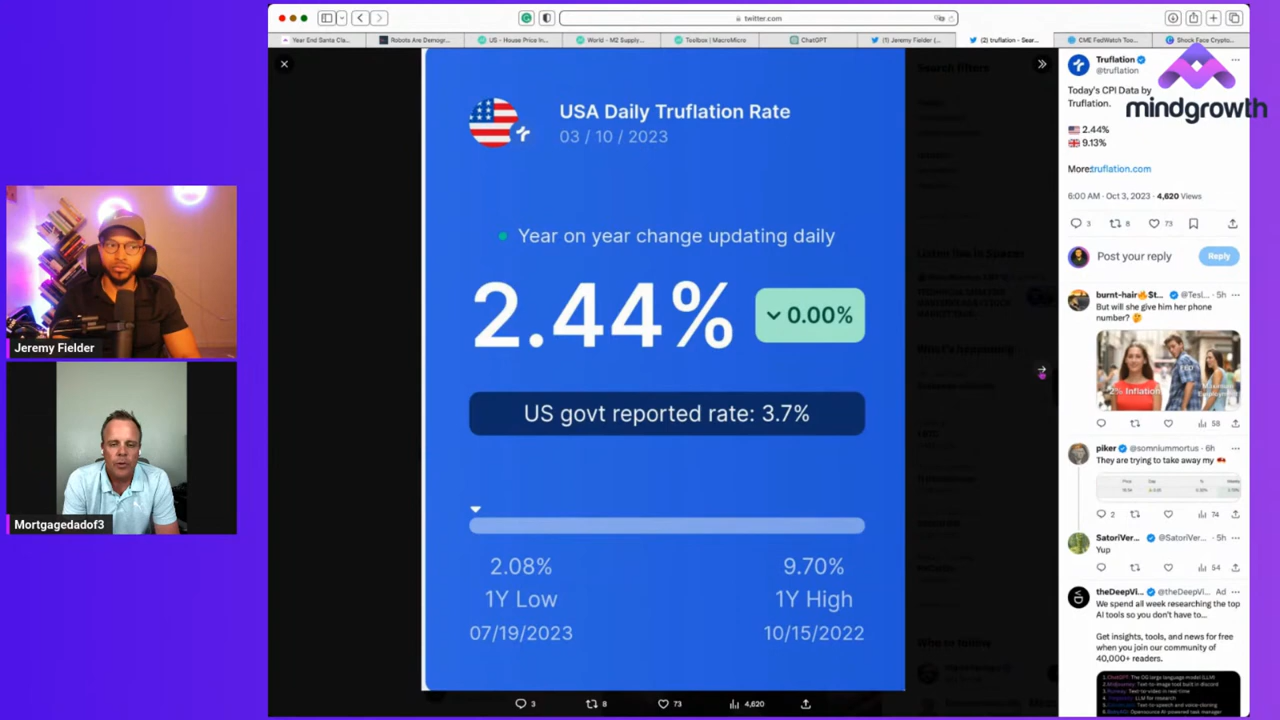 twitter.com
Year End Santa Cla...
Robots Are Demogr...
US - House Price In...
World - M2 Supply...
Toolbox | MacroMicro
ChatGPT
(1) Jeremy Fielder (...
(2) truflation - Sear...
CME FedWatch Too...
Shock Face Crypto...
mindgrowth
Jeremy Fielder
Mortgagedadof3
USA Daily Truflation Rate
03 / 10 / 2023
Year on year change updating daily
2.44%
0.00%
US govt reported rate: 3.7%
2.08%
9.70%
1Y Low
1Y High
07/19/2023
10/15/2022
3
8
73
4,620
Search filters
What's happening
Truflation
@truflation
Today's CPI Data by
Truflation.
🇺🇸 2.44%
🇬🇧 9.13%
More:truflation.com
6:00 AM · Oct 3, 2023 · 4,620 Views
3
8
73
Post your reply
Reply
burnt-hair🔥$t... @Tesl... · 5h
But will she give him her phone
number? 🤔
2% Inflation
FED
58
piker @somniummortus · 6h
They are trying to take away my
2
74
SatoriVer... @SatoriVer... · 5h
Yup
54
theDeepVi... @theDeepVi... Ad
We spend all week researching the top
AI tools so you don't have to...
Get insights, tools, and news for free
when you join our community of
40,000+ readers.